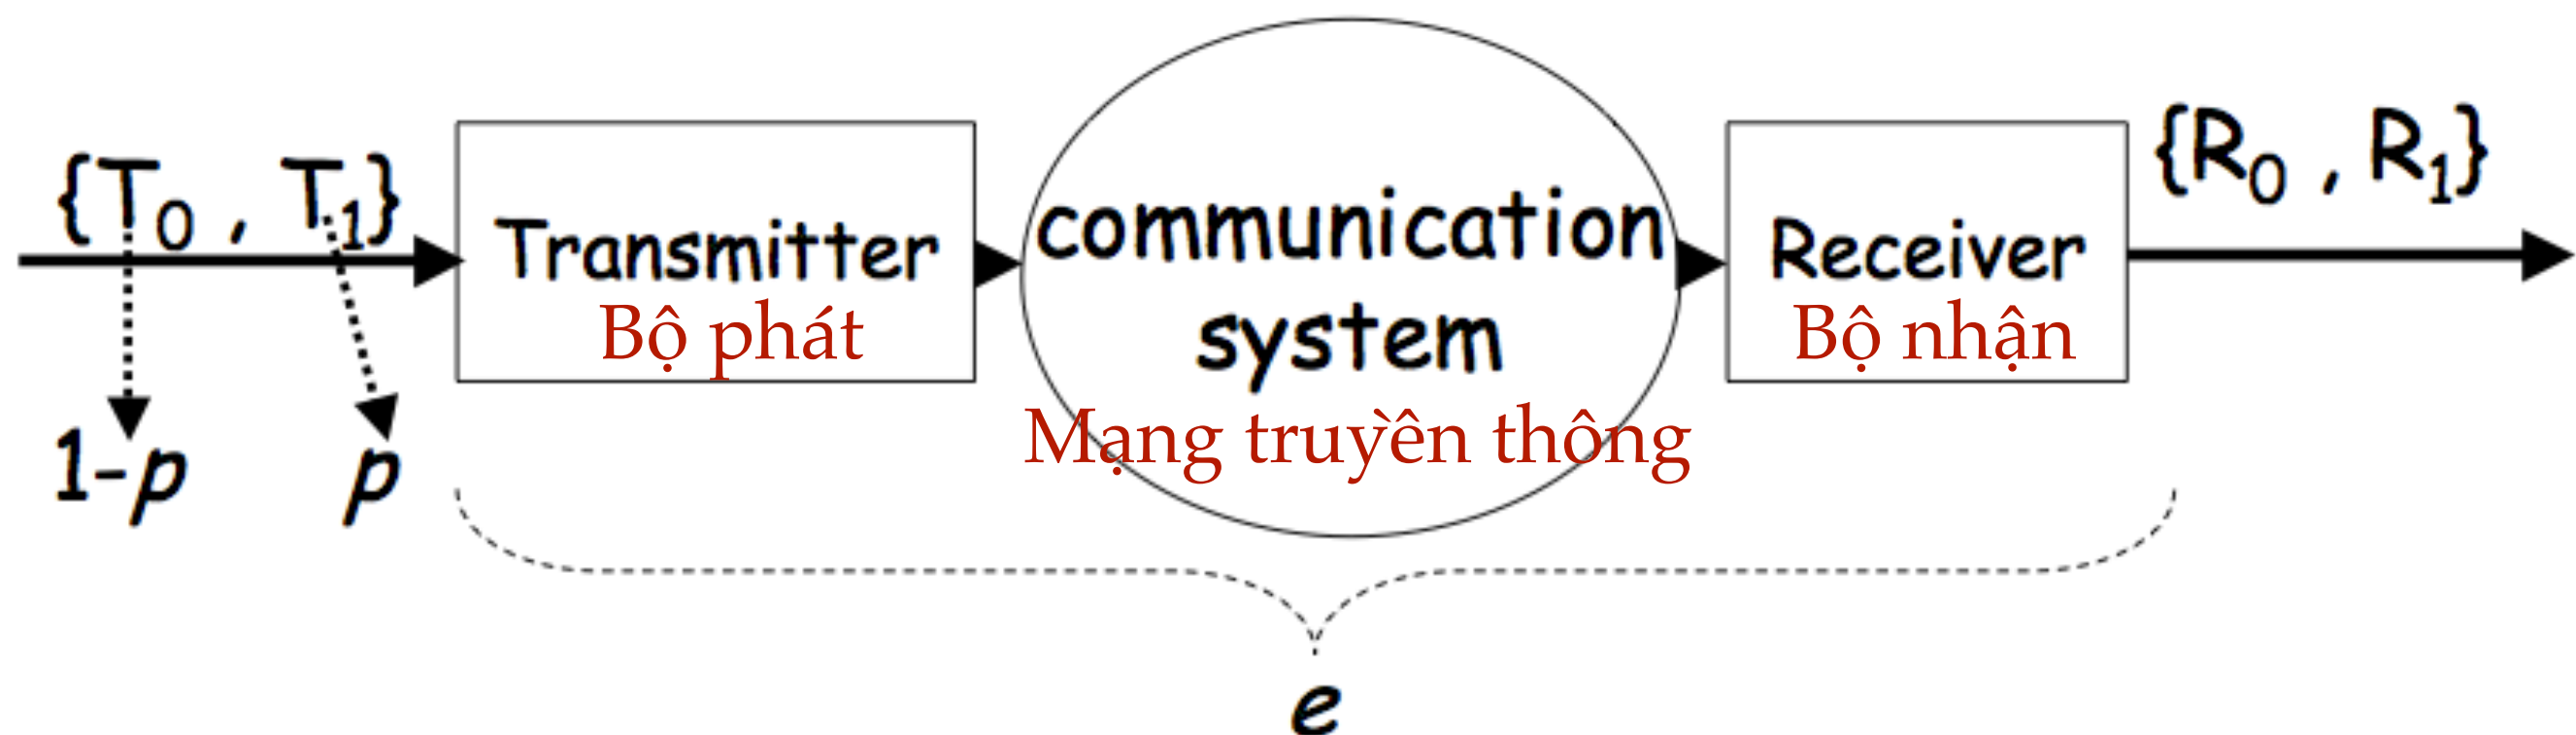 {T₀ , T₁}
1-p
p
Transmitter
Bộ phát
communication
system
Mạng truyền thông
Receiver
Bộ nhận
{R₀ , R₁}
e